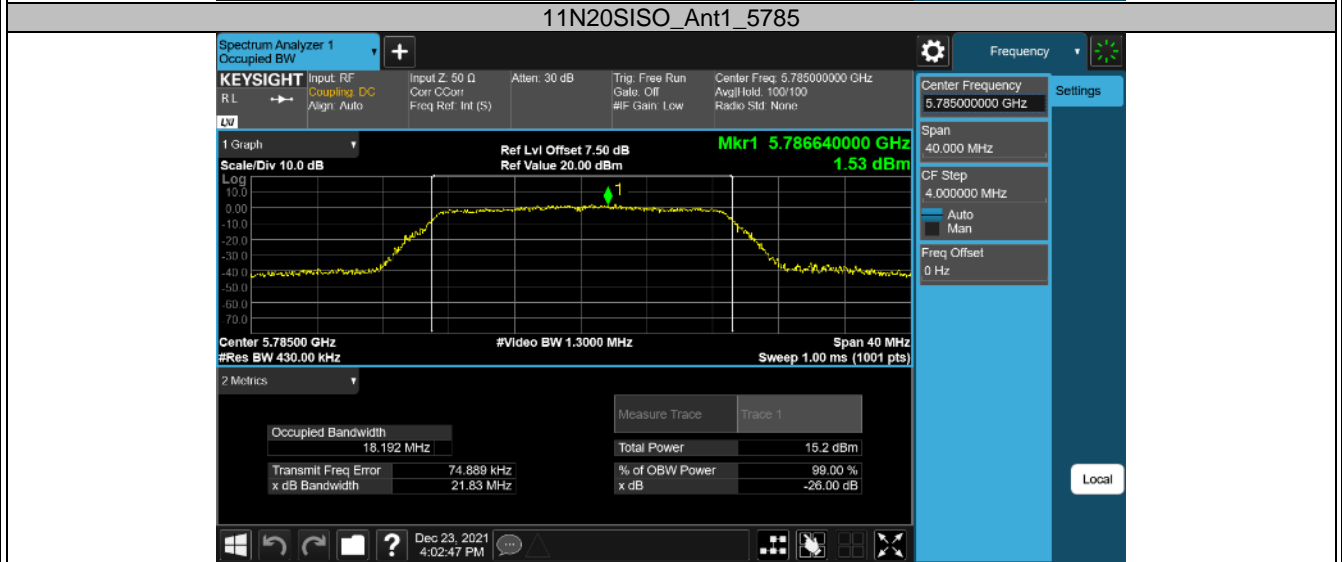 11N20SISO_Ant1_5785
Spectrum Analyzer 1
Occupied BW
Frequency
KEYSIGHT
R L
LXI
Input: RF
Coupling: DC
Align: Auto
Input Z: 50 Ω
Corr CCorr
Freq Ref: Int (S)
Atten: 30 dB
Trig: Free Run
Gate: Off
#IF Gain: Low
Center Freq: 5.785000000 GHz
Avg|Hold: 100/100
Radio Std: None
Center Frequency
5.785000000 GHz
Settings
Span
40.000 MHz
CF Step
4.000000 MHz
Auto
Man
Freq Offset
0 Hz
1 Graph
Scale/Div 10.0 dB
Ref Lvl Offset 7.50 dB
Ref Value 20.00 dBm
Mkr1 5.786640000 GHz
1.53 dBm
Log
10.0
0.00
-10.0
-20.0
-30.0
-40.0
-50.0
-60.0
70.0
1
Center 5.78500 GHz
#Video BW 1.3000 MHz
Span 40 MHz
#Res BW 430.00 kHz
Sweep 1.00 ms (1001 pts)
2 Metrics
Measure Trace
Trace 1
Occupied Bandwidth
18.192 MHz
Total Power
15.2 dBm
Transmit Freq Error
74.889 kHz
% of OBW Power
99.00 %
x dB Bandwidth
21.83 MHz
x dB
-26.00 dB
Local
?
Dec 23, 2021
4:02:47 PM